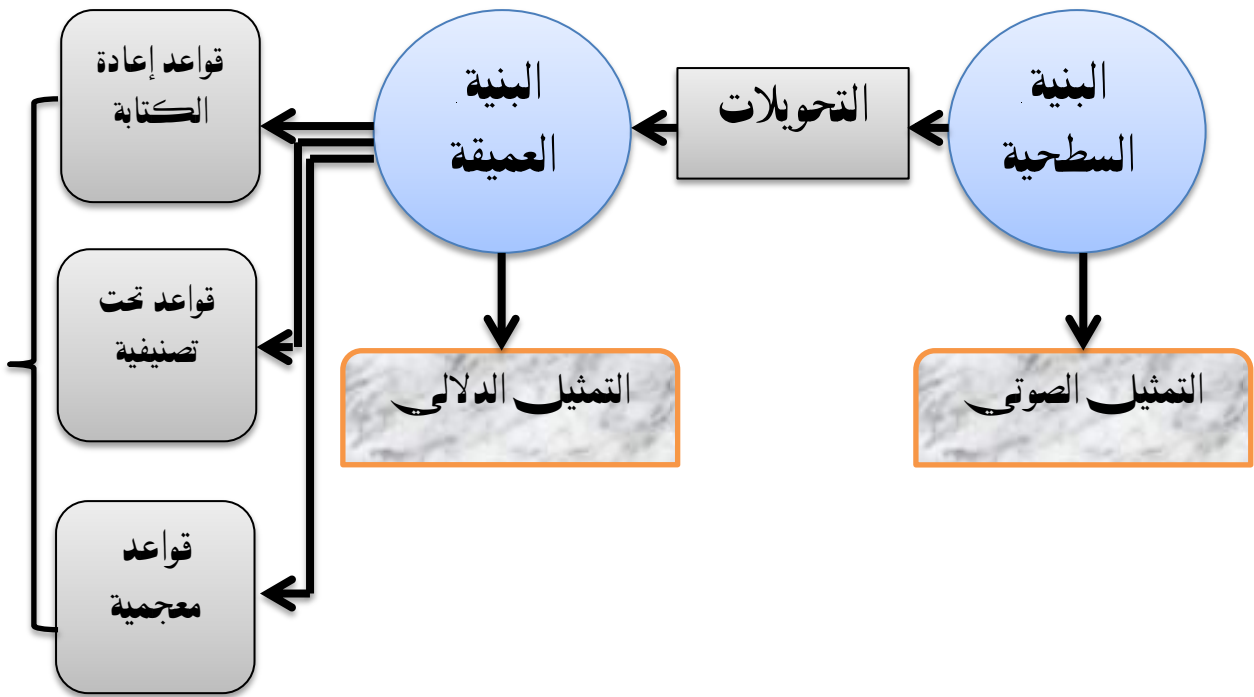 البنية
السطحية
التحويلات
البنية
العميقة
قواعد إعادة
الكتابة
قواعد تحت
تصنيفية
قواعد
معجمية
التمثيل الصوتي
التمثيل الدلالي